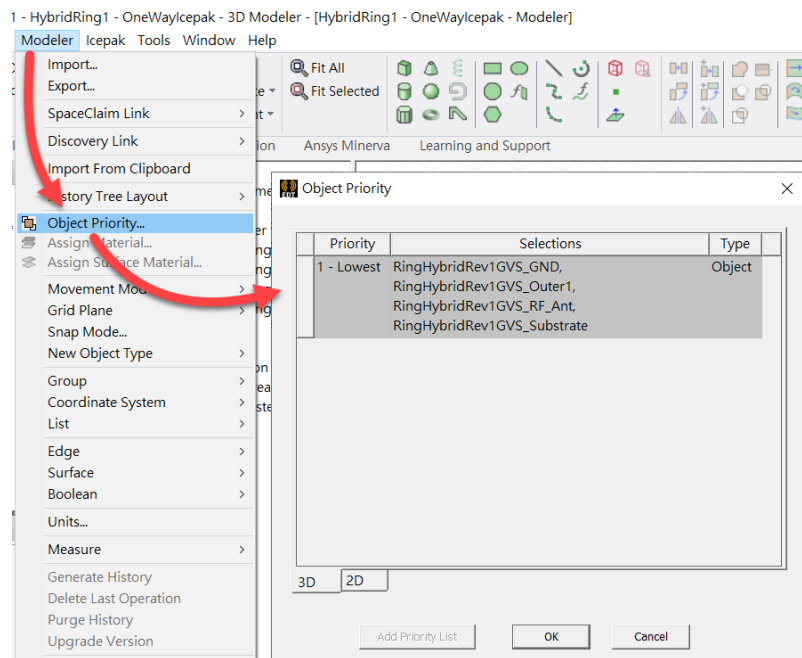 1 - HybridRing1 - OneWayIcepak - 3D Modeler - [HybridRing1 - OneWayIcepak - Modeler]
Modeler Icepak Tools Window Help
Import...
Export...
SpaceClaim Link
Discovery Link
Import From Clipboard
History Tree Layout
Object Priority...
Assign Material...
Assign Surface Material...
Movement Mode
Grid Plane
Snap Mode...
New Object Type
Group
Coordinate System
List
Edge
Surface
Boolean
Units...
Measure
Generate History
Delete Last Operation
Purge History
Upgrade Version
Fit All
Fit Selected
Ansys Minerva Learning and Support
EDT Object Priority
Priority Selections Type
1 - Lowest RingHybridRev1GVS_GND, Object
RingHybridRev1GVS_Outer1,
RingHybridRev1GVS_RF_Ant,
RingHybridRev1GVS_Substrate
3D 2D
Add Priority List OK Cancel